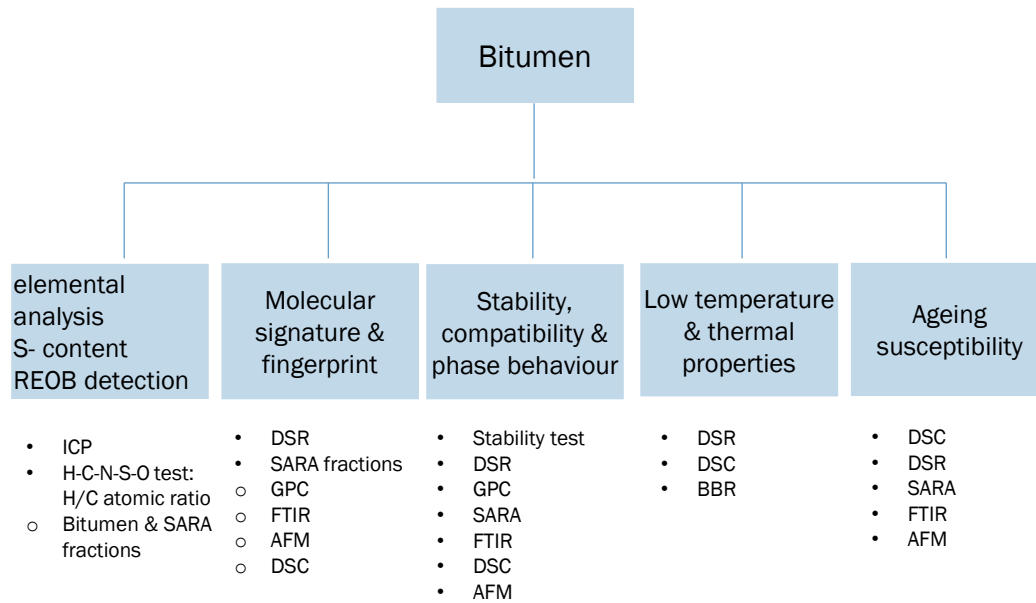 Bitumen
elemental
analysis
S- content
REOB detection
Molecular
signature &
fingerprint
Stability,
compatibility &
phase behaviour
Low temperature
& thermal
properties
Ageing
susceptibility
• ICP
• H-C-N-S-O test:
H/C atomic ratio
o Bitumen & SARA
fractions
• DSR
• SARA fractions
o GPC
o FTIR
o AFM
o DSC
• Stability test
• DSR
• GPC
• SARA
• FTIR
• DSC
• AFM
• DSR
• DSC
• BBR
• DSC
• DSR
• SARA
• FTIR
• AFM